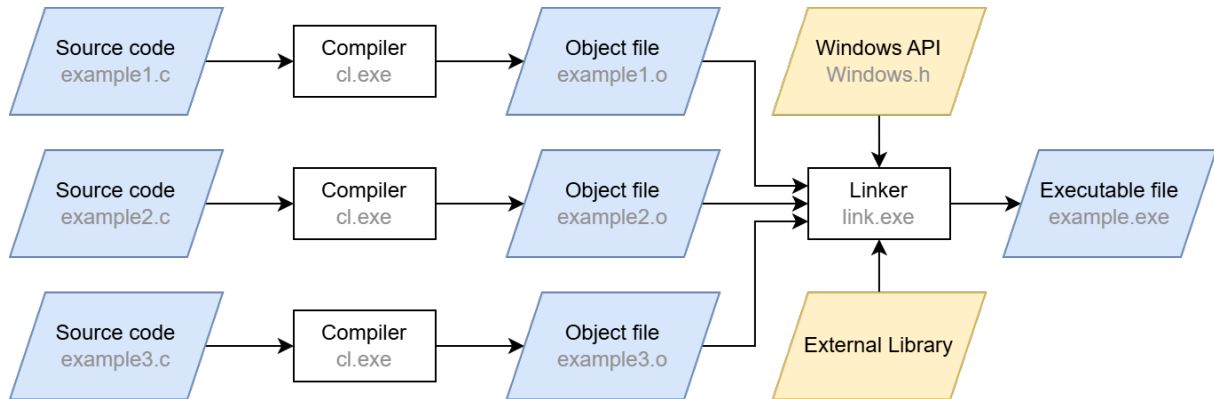 Source code
example1.c
Compiler
cl.exe
Object file
example1.o
Windows API
Windows.h
Source code
example2.c
Compiler
cl.exe
Object file
example2.o
Linker
link.exe
Executable file
example.exe
Source code
example3.c
Compiler
cl.exe
Object file
example3.o
External Library